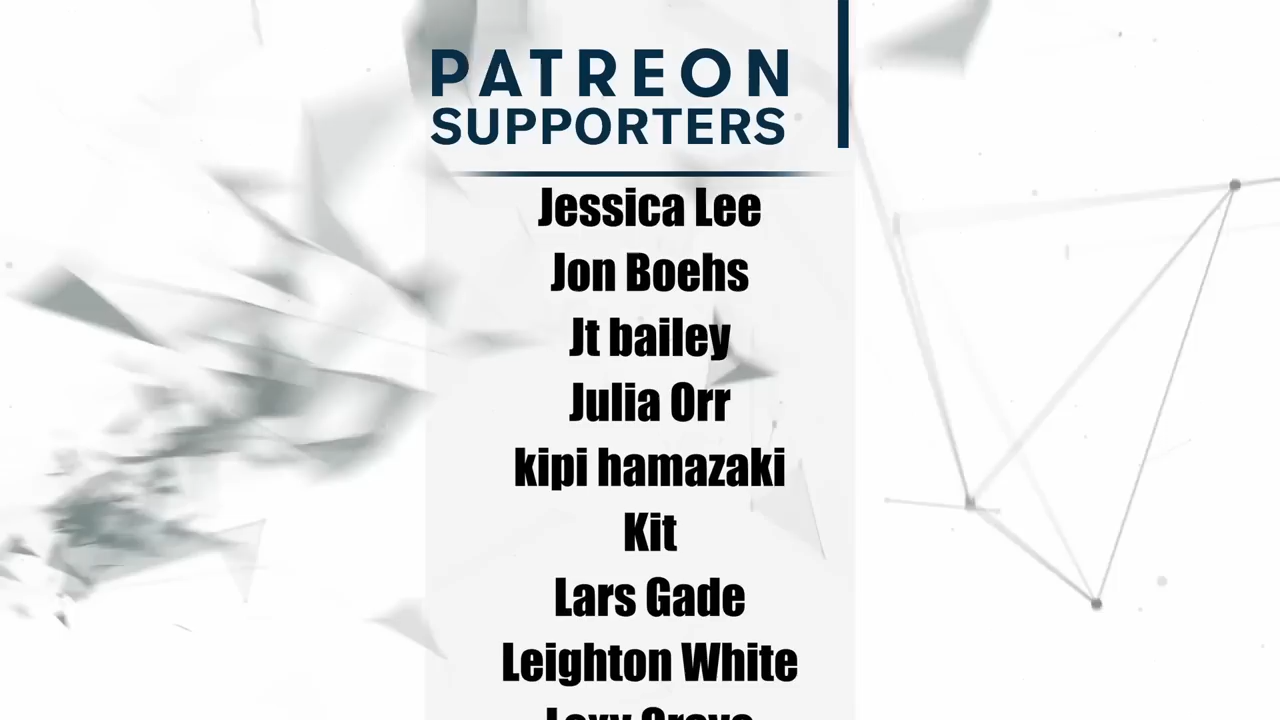 PATREON
SUPPORTERS
Jessica Lee
Jon Boehs
Jt bailey
Julia Orr
kipi hamazaki
Kit
Lars Gade
Leighton White